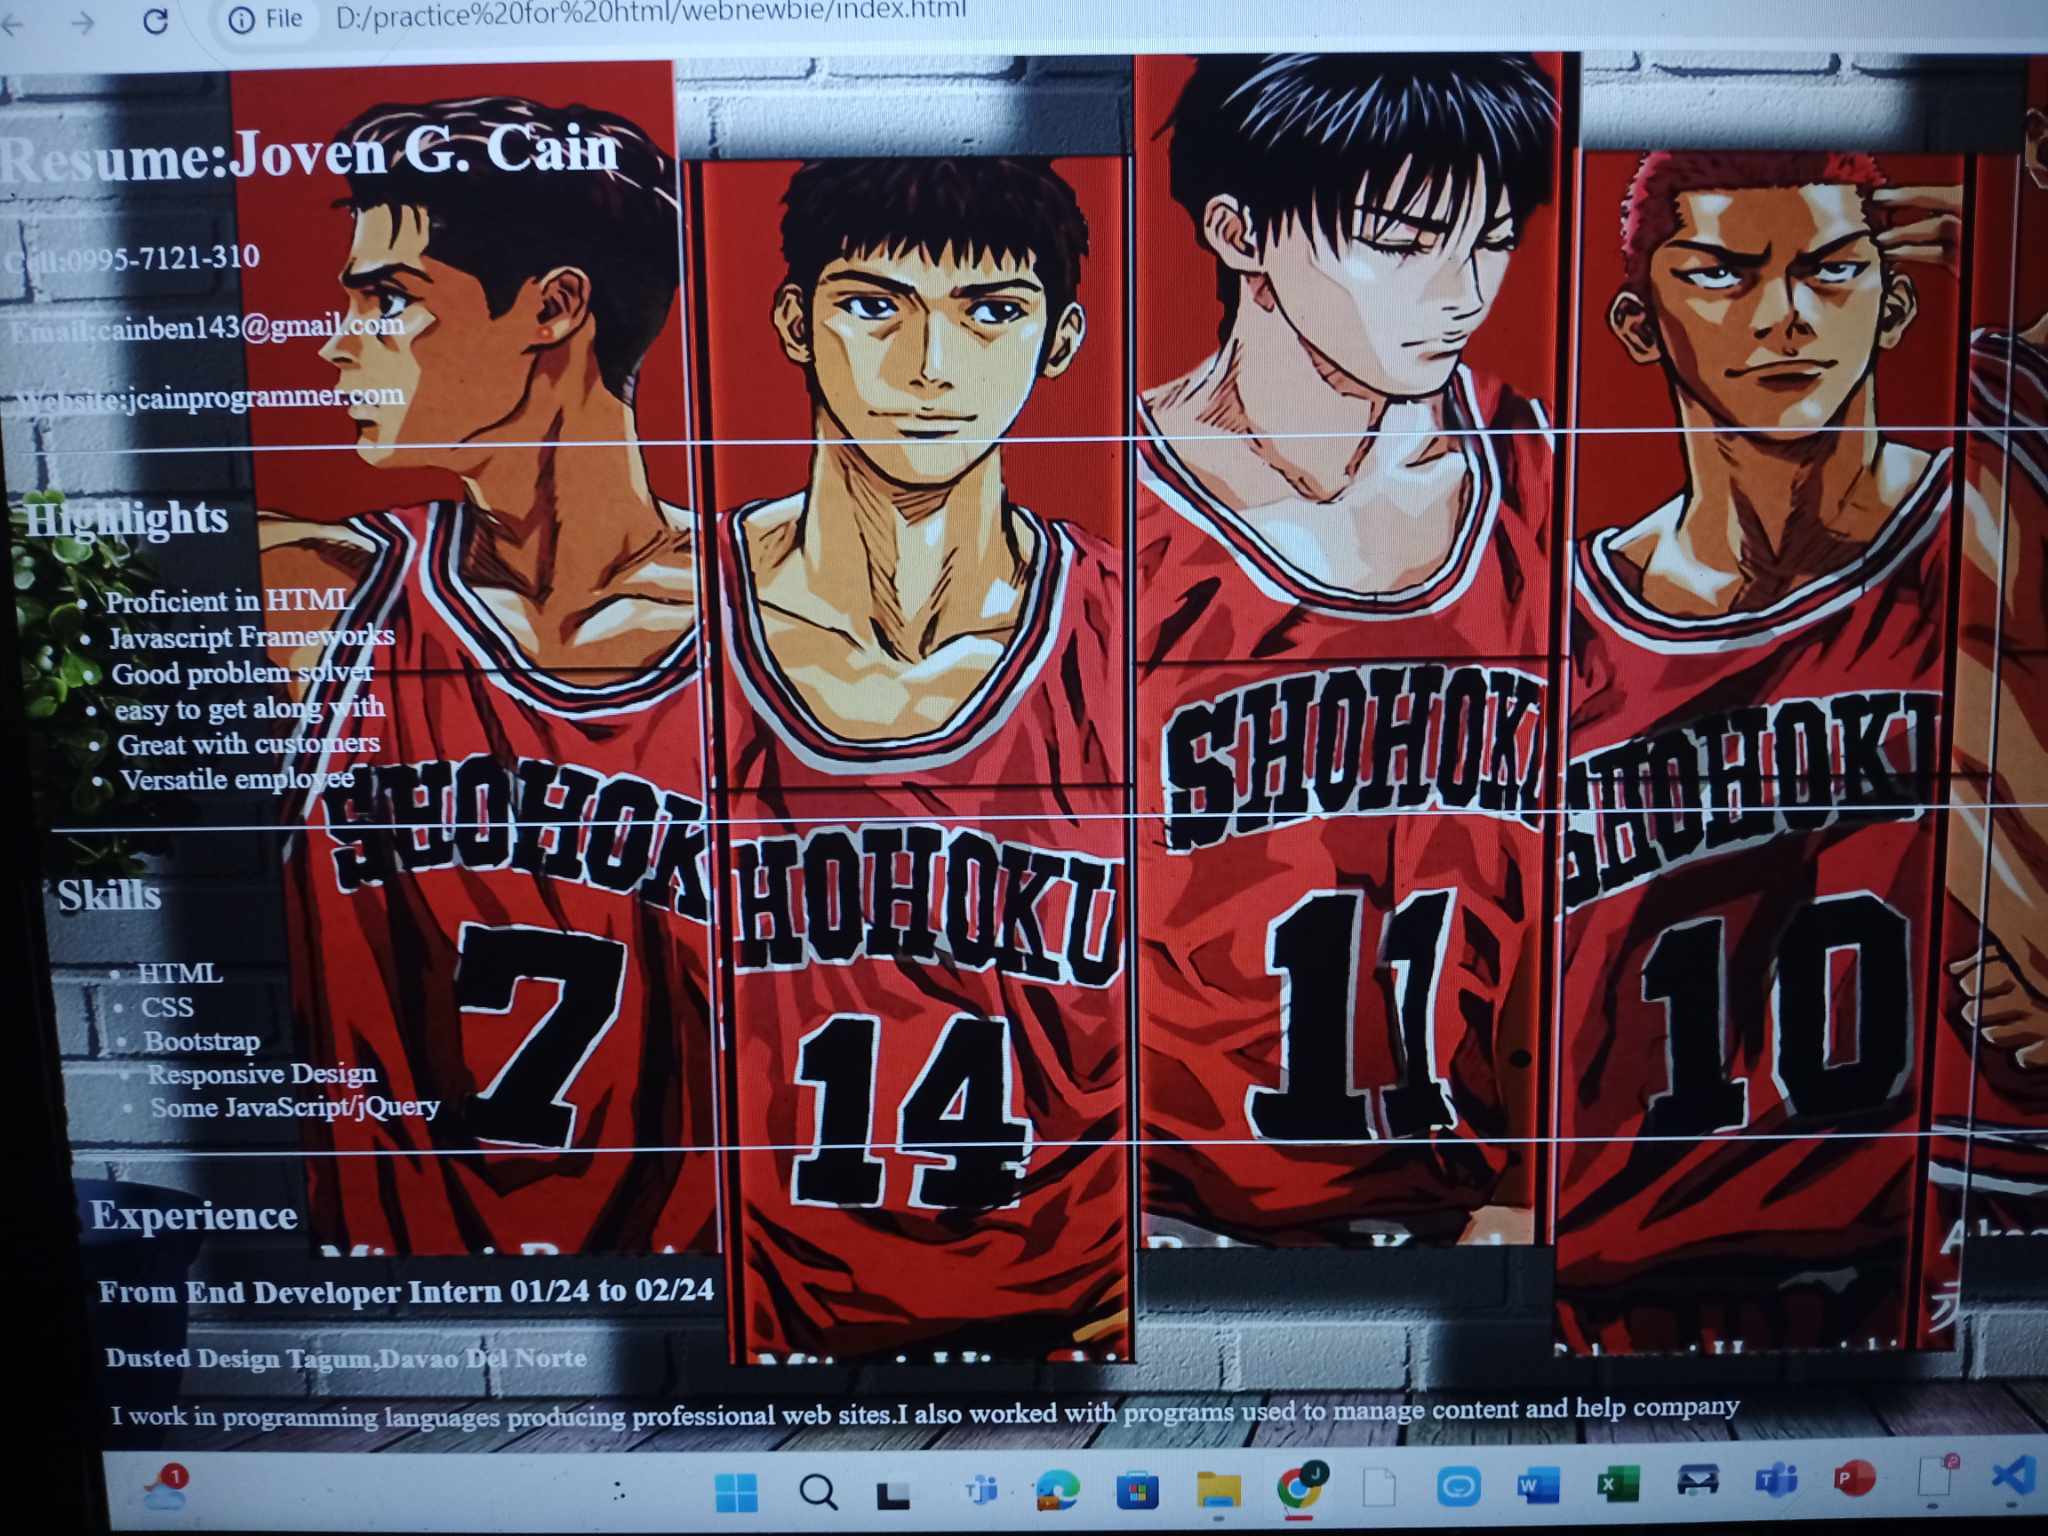 File D:/practice%20for%20html/webnewbie/index.html
Resume:Joven G. Cain
Cell:0995-7121-310
Email:cainben143@gmail.com
Website:jcainprogrammer.com
Highlights
Proficient in HTML
Javascript Frameworks
Good problem solver
easy to get along with
Great with customers
Versatile employee
SHOHOK
HOHOKU
SHOHOKU
SHOHOKU
Skills
7
14
11
10
HTML
CSS
Bootstrap
Responsive Design
Some JavaScript/jQuery
Experience
From End Developer Intern 01/24 to 02/24
Dusted Design Tagum,Davao Del Norte
I work in programming languages producing professional web sites.I also worked with programs used to manage content and help company
1
J
2